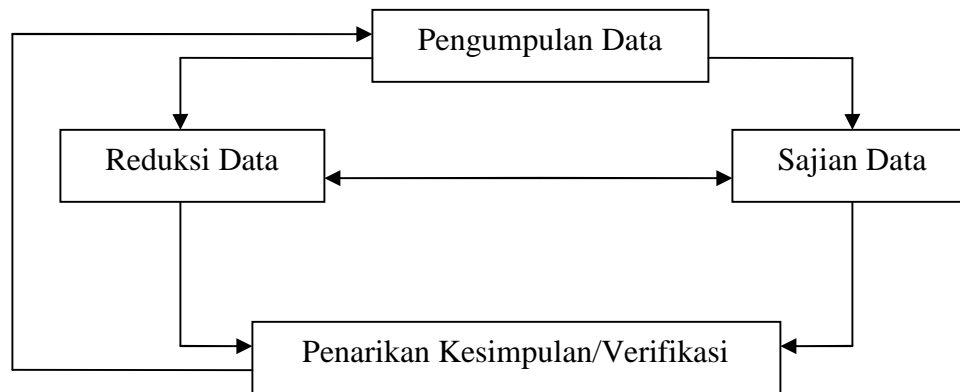 Pengumpulan Data
Reduksi Data
Sajian Data
Penarikan Kesimpulan/Verifikasi